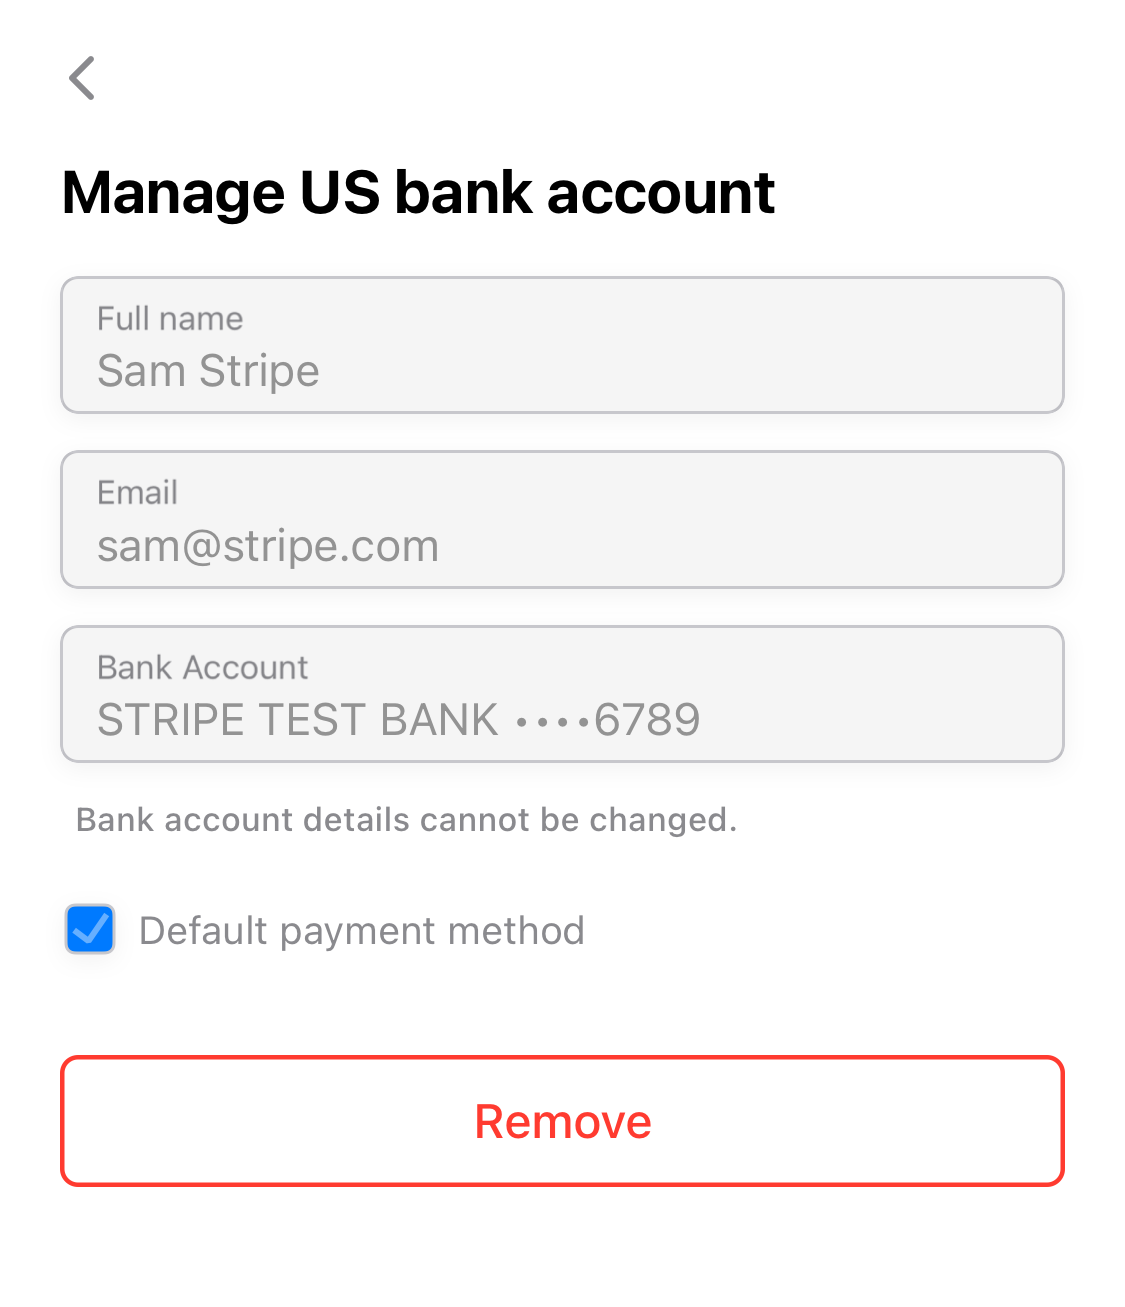 Manage US bank account
Full name
Sam Stripe
Email
sam@stripe.com
Bank Account
STRIPE TEST BANK ••••6789
Bank account details cannot be changed.
Default payment method
Remove